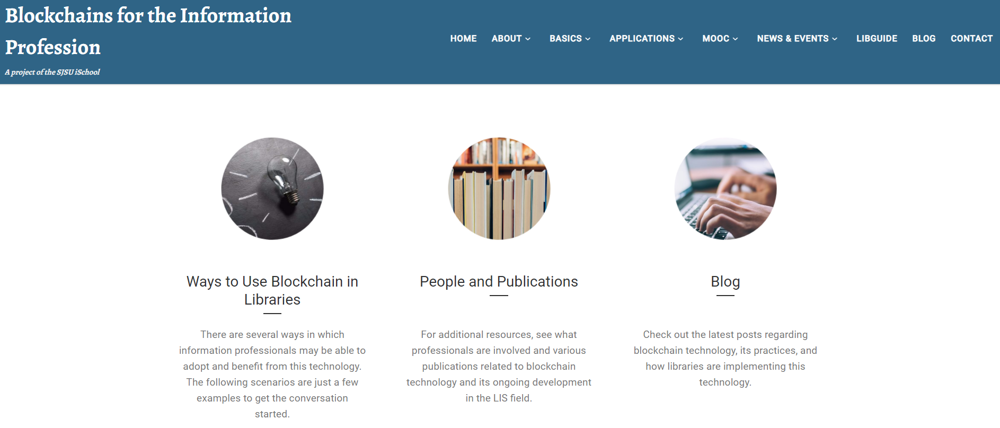 Blockchains for the Information
Profession
A project of the SJSU iSchool
HOME ABOUT BASICS APPLICATIONS MOOC NEWS & EVENTS LIBGUIDE BLOG CONTACT
Ways to Use Blockchain in
Libraries
There are several ways in which
information professionals may be able to
adopt and benefit from this technology.
The following scenarios are just a few
examples to get the conversation
started.
People and Publications
For additional resources, see what
professionals are involved and various
publications related to blockchain
technology and its ongoing development
in the LIS field.
Blog
Check out the latest posts regarding
blockchain technology, its practices, and
how libraries are implementing this
technology.